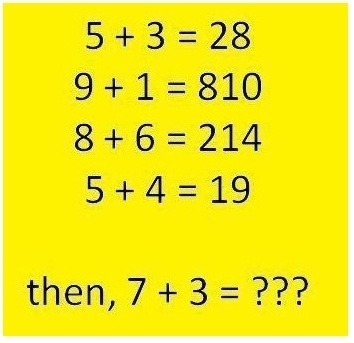 5 + 3 = 28
9 + 1 = 810
8 + 6 = 214
5 + 4 = 19
then, 7 + 3 = ???